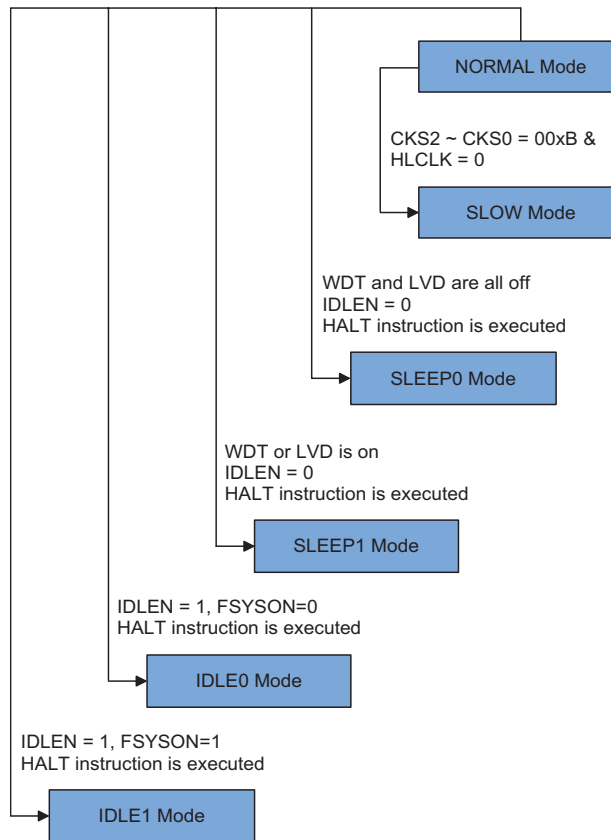 NORMAL Mode
CKS2 ~ CKS0 = 00xB &
HLCLK = 0
SLOW Mode
WDT and LVD are all off
IDLEN = 0
HALT instruction is executed
SLEEP0 Mode
WDT or LVD is on
IDLEN = 0
HALT instruction is executed
SLEEP1 Mode
IDLEN = 1, FSYSON=0
HALT instruction is executed
IDLE0 Mode
IDLEN = 1, FSYSON=1
HALT instruction is executed
IDLE1 Mode